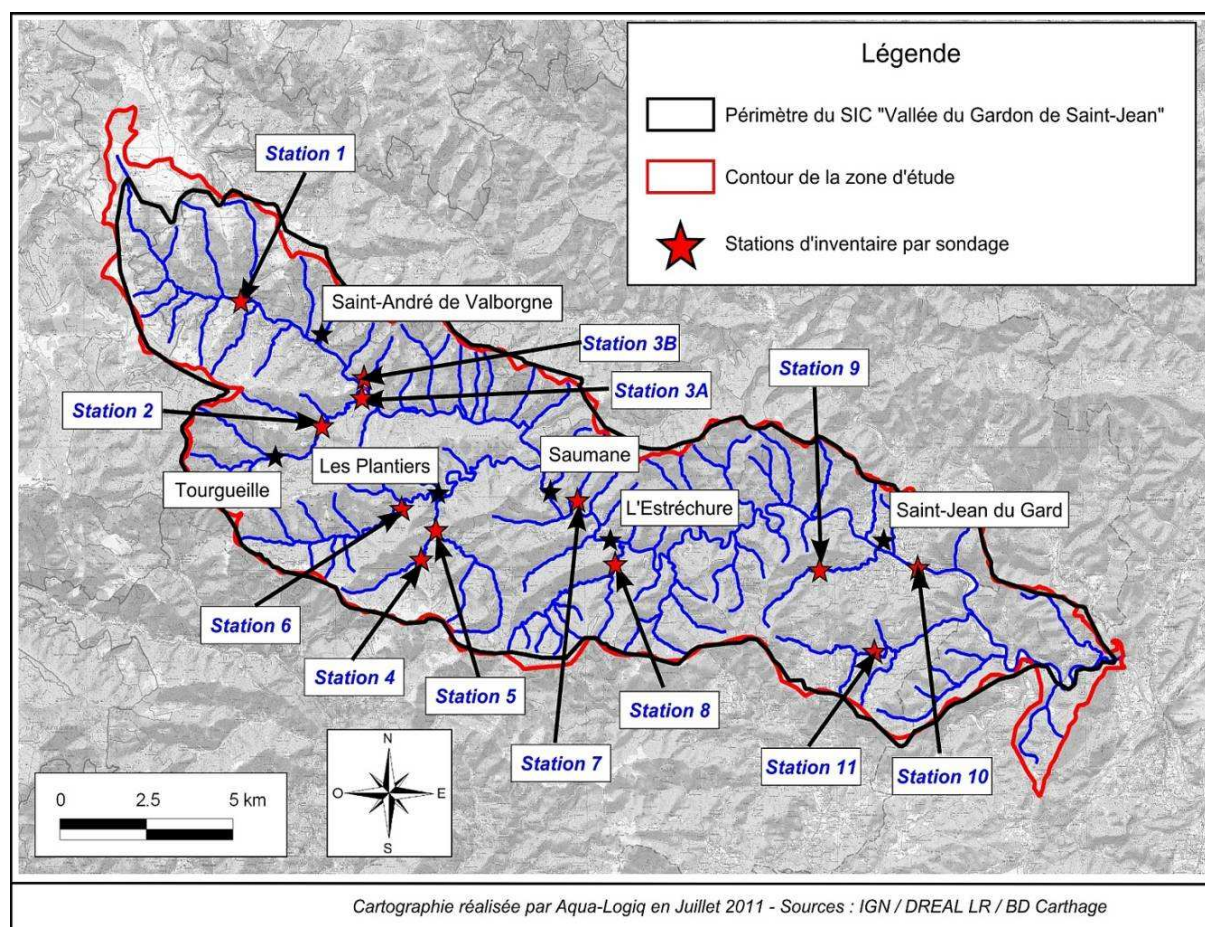 Légende
Périmètre du SIC "Vallée du Gardon de Saint-Jean"
Contour de la zone d'étude
Stations d'inventaire par sondage
Station 1
Saint-André de Valborgne
Station 3B
Station 9
Station 3A
Station 2
Saumane
Les Plantiers
Tourgueille
L'Estréchure
Saint-Jean du Gard
Station 6
Station 4
Station 5
Station 8
Station 7
Station 11
Station 10
0 2.5 5 km
N
O E
S
Cartographie réalisée par Aqua-Logiq en Juillet 2011 - Sources : IGN / DREAL LR / BD Carthage